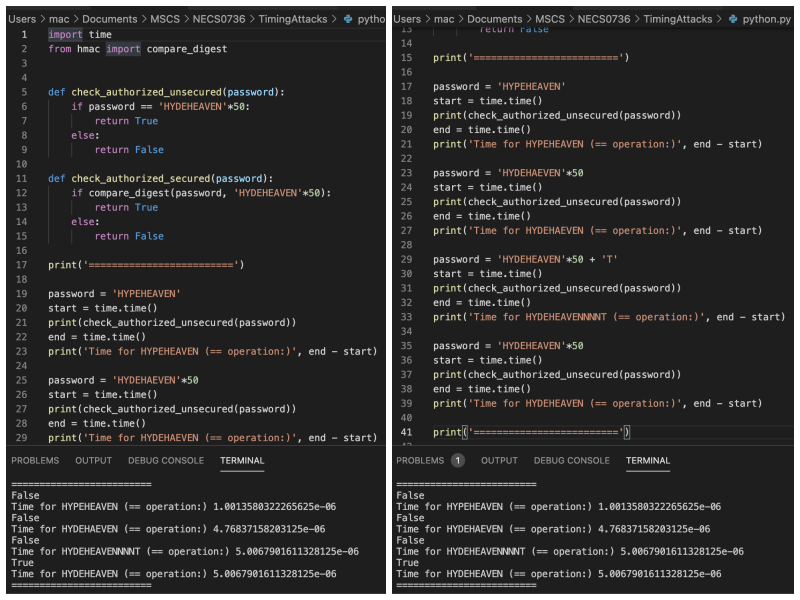 Users > mac > Documents > MSCS > NECS0736 > TimingAttacks > python
1 import time
2 from hmac import compare_digest
3
4
5 def check_authorized_unsecured(password):
6 if password == 'HYDEHEAVEN'*50:
7 return True
8 else:
9 return False
10
11 def check_authorized_secured(password):
12 if compare_digest(password, 'HYDEHEAVEN'*50):
13 return True
14 else:
15 return False
16
17 print('=========================')
18
19 password = 'HYPEHEAVEN'
20 start = time.time()
21 print(check_authorized_unsecured(password))
22 end = time.time()
23 print('Time for HYPEHEAVEN (== operation:)', end - start)
24
25 password = 'HYDEHAEVEN'*50
26 start = time.time()
27 print(check_authorized_unsecured(password))
28 end = time.time()
29 print('Time for HYDEHAEVEN (== operation:)', end - start)
PROBLEMS OUTPUT DEBUG CONSOLE TERMINAL
=========================
False
Time for HYPEHEAVEN (== operation:) 1.0013580322265625e-06
False
Time for HYDEHAEVEN (== operation:) 4.76837158203125e-06
False
Time for HYDEHEAVENNNNT (== operation:) 5.0067901611328125e-06
True
Time for HYDEHEAVEN (== operation:) 5.0067901611328125e-06
=========================
Users > mac > Documents > MSCS > NECS0736 > TimingAttacks > python.py
13 return False
14
15 print('=========================')
16
17 password = 'HYPEHEAVEN'
18 start = time.time()
19 print(check_authorized_unsecured(password))
20 end = time.time()
21 print('Time for HYPEHEAVEN (== operation:)', end - start)
22
23 password = 'HYDEHAEVEN'*50
24 start = time.time()
25 print(check_authorized_unsecured(password))
26 end = time.time()
27 print('Time for HYDEHAEVEN (== operation:)', end - start)
28
29 password = 'HYDEHEAVEN'*50 + 'T'
30 start = time.time()
31 print(check_authorized_unsecured(password))
32 end = time.time()
33 print('Time for HYDEHEAVENNNNT (== operation:)', end - start)
34
35 password = 'HYDEHEAVEN'*50
36 start = time.time()
37 print(check_authorized_unsecured(password))
38 end = time.time()
39 print('Time for HYDEHEAVEN (== operation:)', end - start)
40
41 print('=========================')
PROBLEMS 1 OUTPUT DEBUG CONSOLE TERMINAL
=========================
False
Time for HYPEHEAVEN (== operation:) 1.0013580322265625e-06
False
Time for HYDEHAEVEN (== operation:) 4.76837158203125e-06
False
Time for HYDEHEAVENNNNT (== operation:) 5.0067901611328125e-06
True
Time for HYDEHEAVEN (== operation:) 5.0067901611328125e-06
=========================